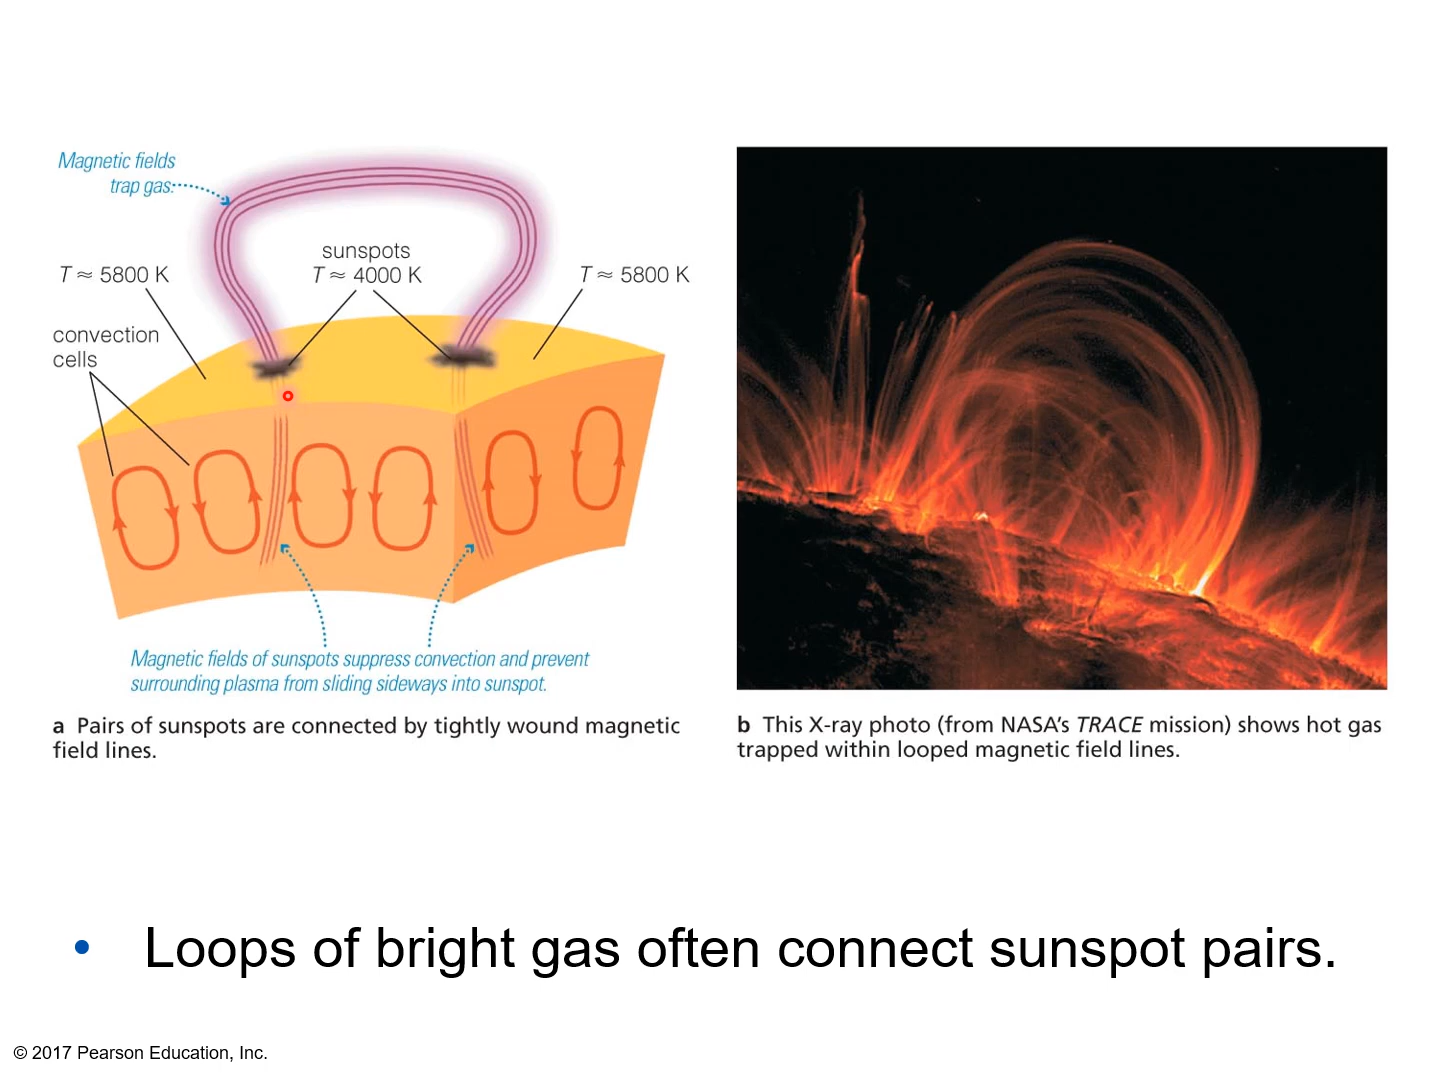 Magnetic fields
trap gas.
T ≈ 5800 K
sunspots
T ≈ 4000 K
T ≈ 5800 K
convection
cells
Magnetic fields of sunspots suppress convection and prevent
surrounding plasma from sliding sideways into sunspot.
a Pairs of sunspots are connected by tightly wound magnetic
field lines.
b This X-ray photo (from NASA’s TRACE mission) shows hot gas
trapped within looped magnetic field lines.
• Loops of bright gas often connect sunspot pairs.
© 2017 Pearson Education, Inc.